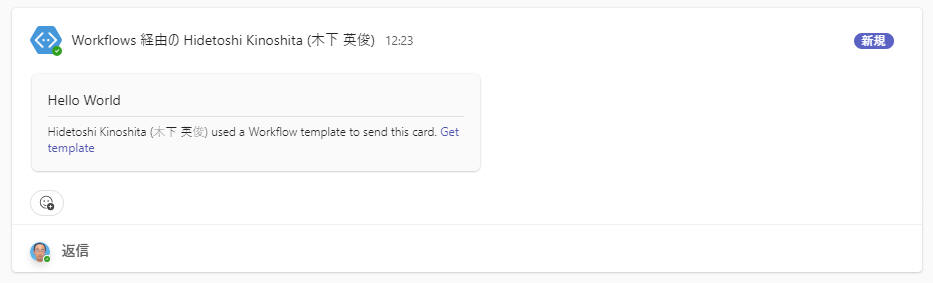 Workflows 経由の Hidetoshi Kinoshita (木下 英俊) 12:23 新規
Hello World
Hidetoshi Kinoshita (木下 英俊) used a Workflow template to send this card. Get
template
返信